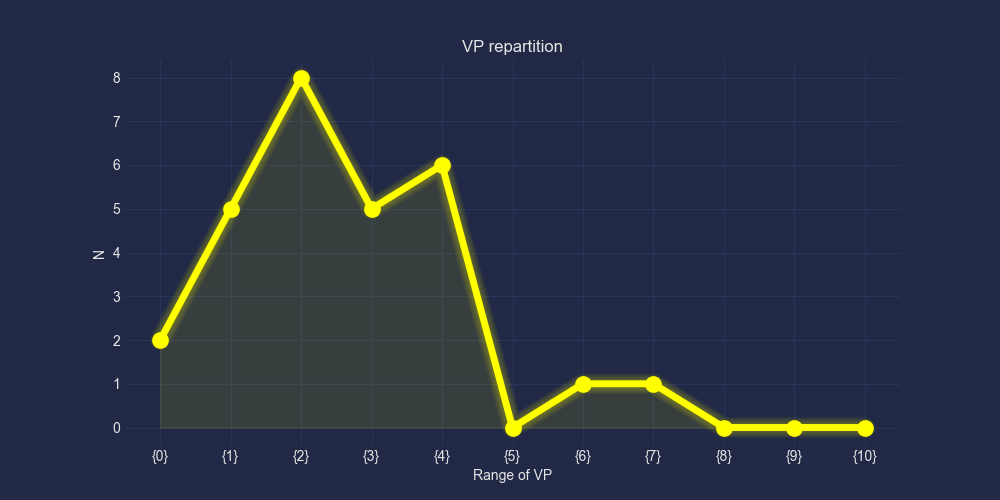 VP repartition
8
7
6
5
4
3
2
1
0
N
{0} {1} {2} {3} {4} {5} {6} {7} {8} {9} {10}
Range of VP